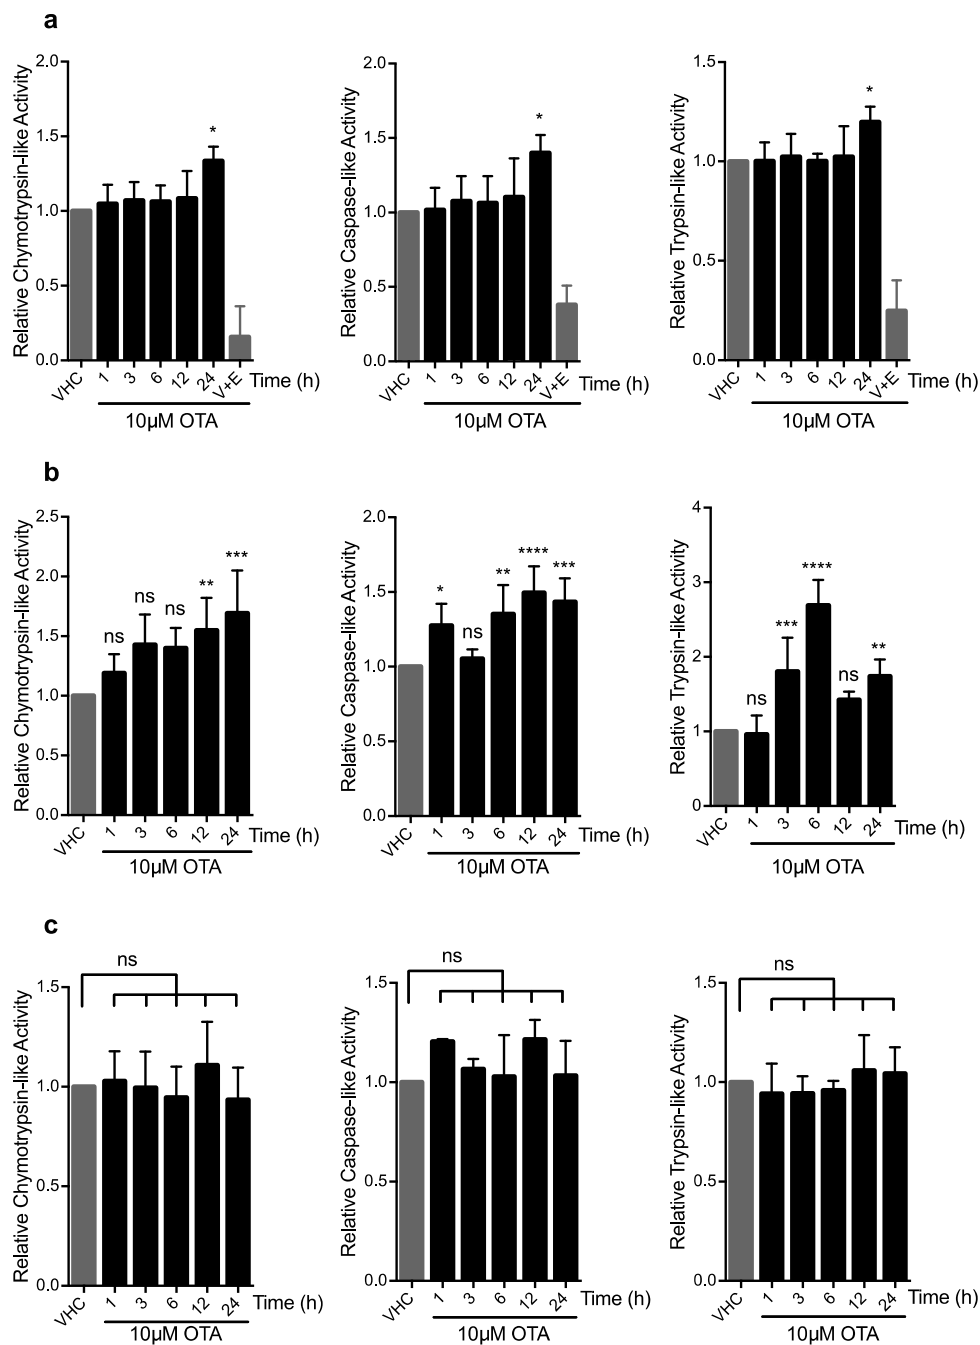 a
Relative Chymotrypsin-like Activity
2.0
1.5
1.0
0.5
0.0
*
VHC 1 3 6 12 24 V+E Time (h)
10µM OTA
Relative Caspase-like Activity
2.0
1.5
1.0
0.5
0.0
*
VHC 1 3 6 12 24 V+E Time (h)
10µM OTA
Relative Trypsin-like Activity
1.5
1.0
0.5
0.0
*
VHC 1 3 6 12 24 V+E Time (h)
10µM OTA
b
Relative Chymotrypsin-like Activity
2.5
2.0
1.5
1.0
0.5
0.0
ns ns ns ** ***
VHC 1 3 6 12 24 Time (h)
10µM OTA
Relative Caspase-like Activity
2.0
1.5
1.0
0.5
0.0
* ns ** **** ***
VHC 1 3 6 12 24 Time (h)
10µM OTA
Relative Trypsin-like Activity
4
3
2
1
0
ns *** **** ns **
VHC 1 3 6 12 24 Time (h)
10µM OTA
c
Relative Chymotrypsin-like Activity
1.5
1.0
0.5
0.0
ns
VHC 1 3 6 12 24 Time (h)
10µM OTA
Relative Caspase-like Activity
1.5
1.0
0.5
0.0
ns
VHC 1 3 6 12 24 Time (h)
10µM OTA
Relative Trypsin-like Activity
1.5
1.0
0.5
0.0
ns
VHC 1 3 6 12 24 Time (h)
10µM OTA